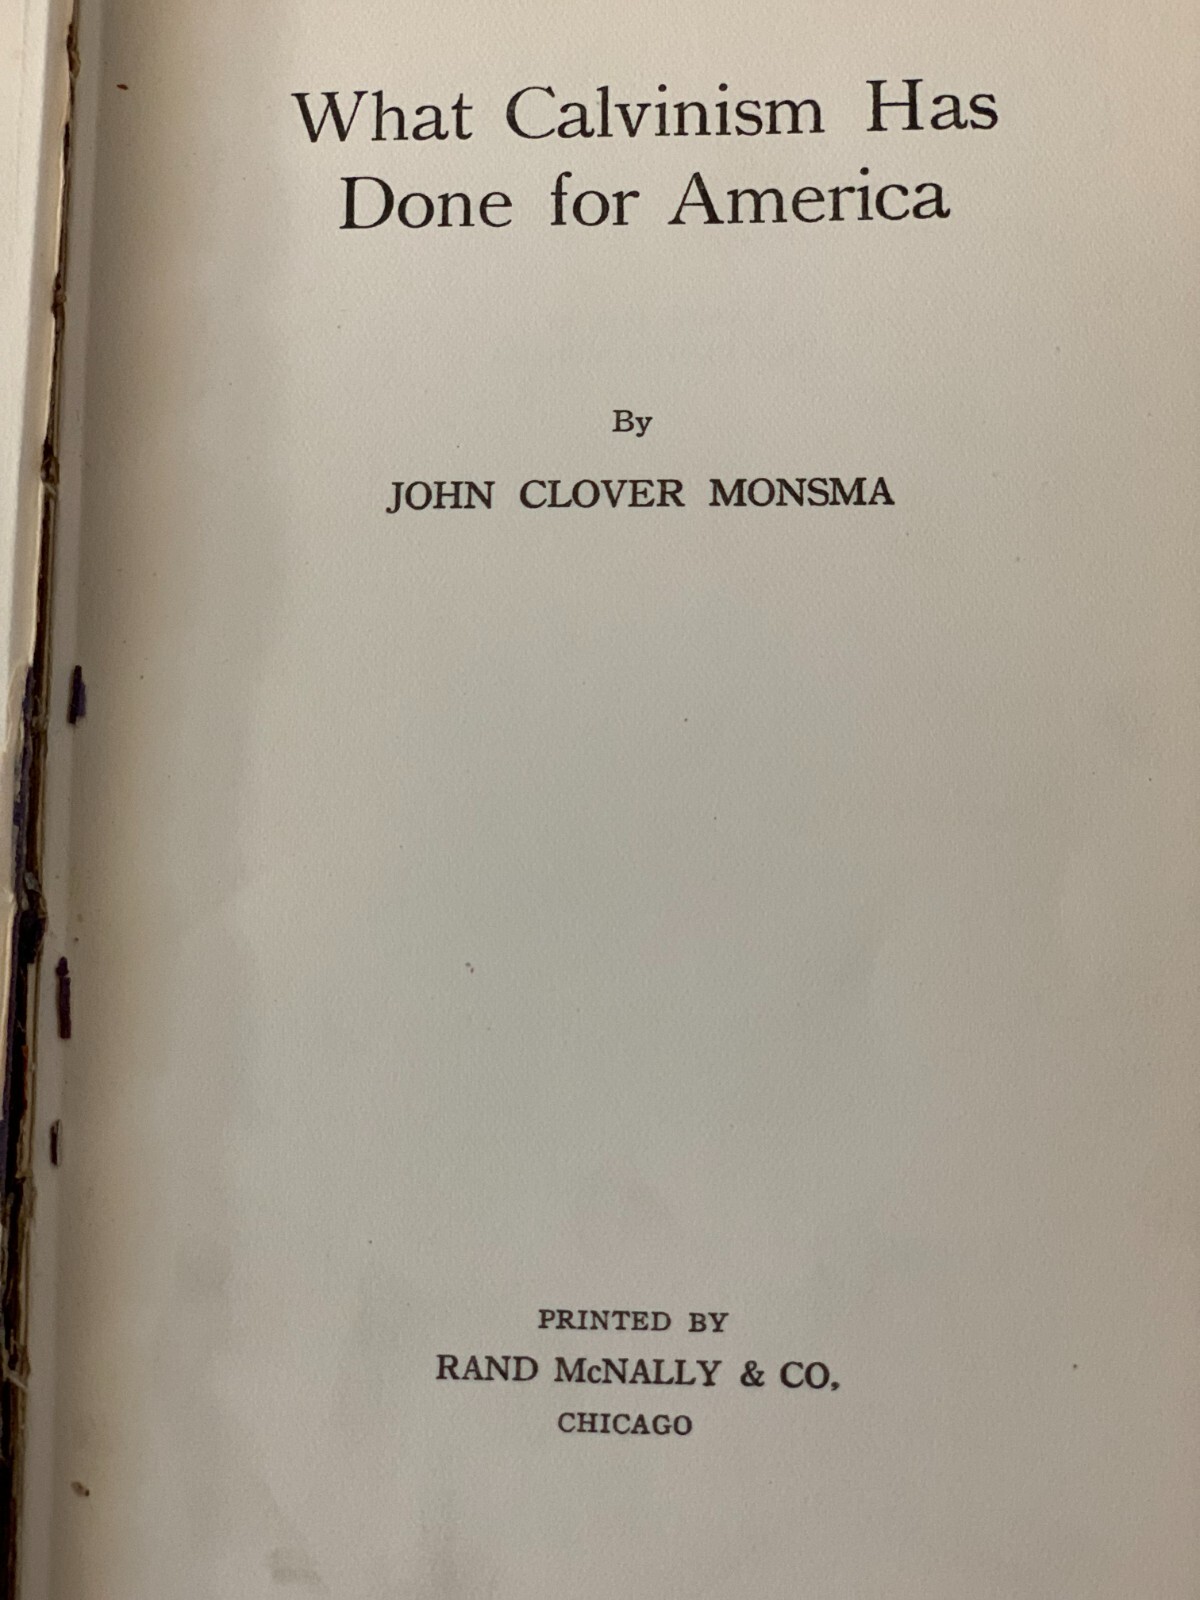 What Calvinism Has
Done for America
By
JOHN CLOVER MONSMA
PRINTED BY
RAND McNALLY & CO,
CHICAGO